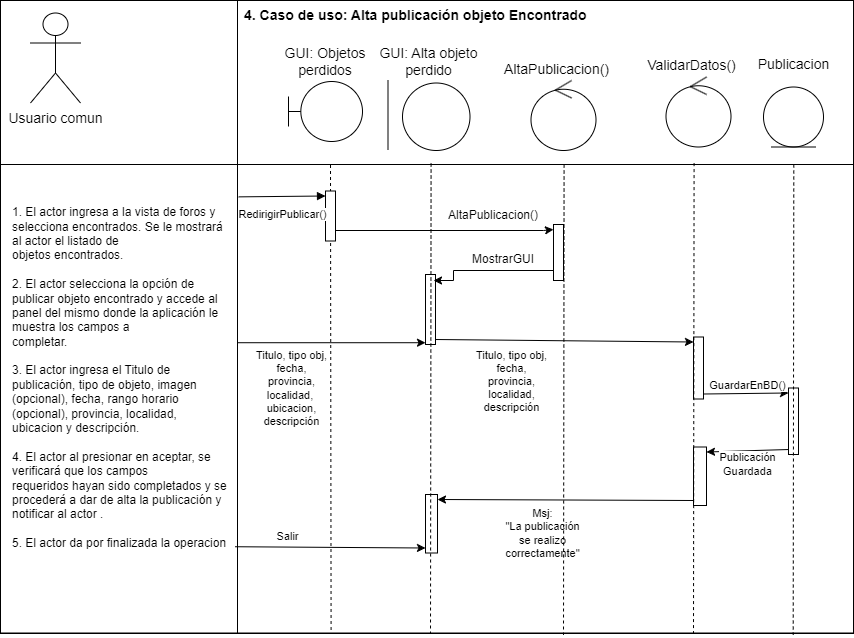 4. Caso de uso: Alta publicación objeto Encontrado
Usuario comun
GUI: Objetos
perdidos
GUI: Alta objeto
perdido
AltaPublicacion()
ValidarDatos()
Publicacion
1. El actor ingresa a la vista de foros y
selecciona encontrados. Se le mostrará
al actor el listado de
objetos encontrados.
2. El actor selecciona la opción de
publicar objeto encontrado y accede al
panel del mismo donde la aplicación le
muestra los campos a
completar.
3. El actor ingresa el Titulo de
publicación, tipo de objeto, imagen
(opcional), fecha, rango horario
(opcional), provincia, localidad,
ubicacion y descripción.
4. El actor al presionar en aceptar, se
verificará que los campos
requeridos hayan sido completados y se
procederá a dar de alta la publicación y
notificar al actor .
5. El actor da por finalizada la operacion
RedirigirPublicar()
AltaPublicacion()
MostrarGUI
Titulo, tipo obj,
fecha,
provincia,
localidad,
ubicacion,
descripción
Titulo, tipo obj,
fecha,
provincia,
localidad,
descripción
GuardarEnBD()
Publicación
Guardada
Msj:
"La publicación
se realizo
correctamente"
Salir